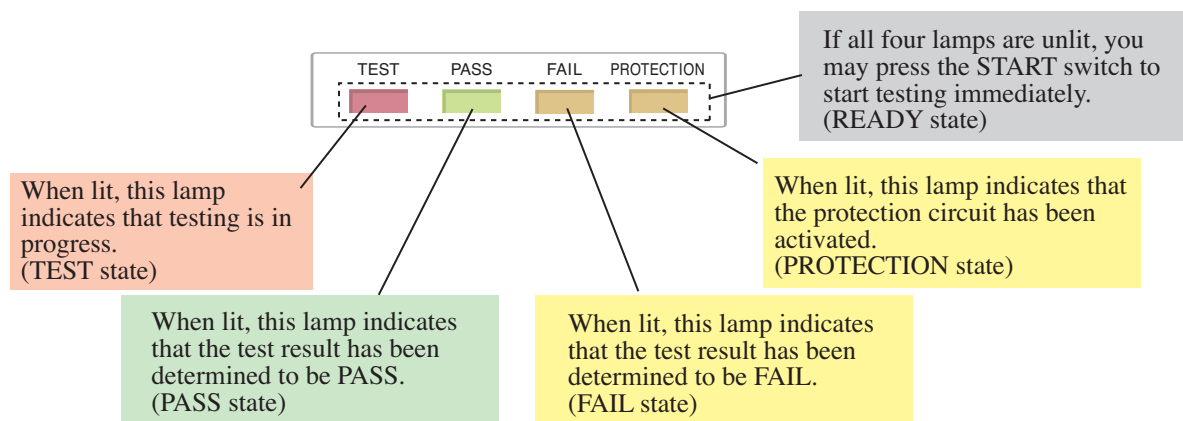 If all four lamps are unlit, you
may press the START switch to
start testing immediately.
(READY state)
TEST PASS FAIL PROTECTION
When lit, this lamp
indicates that testing is in
progress.
(TEST state)
When lit, this lamp indicates that
the protection circuit has been
activated.
(PROTECTION state)
When lit, this lamp indicates
that the test result has been
determined to be PASS.
(PASS state)
When lit, this lamp indicates
that the test result has been
determined to be FAIL.
(FAIL state)